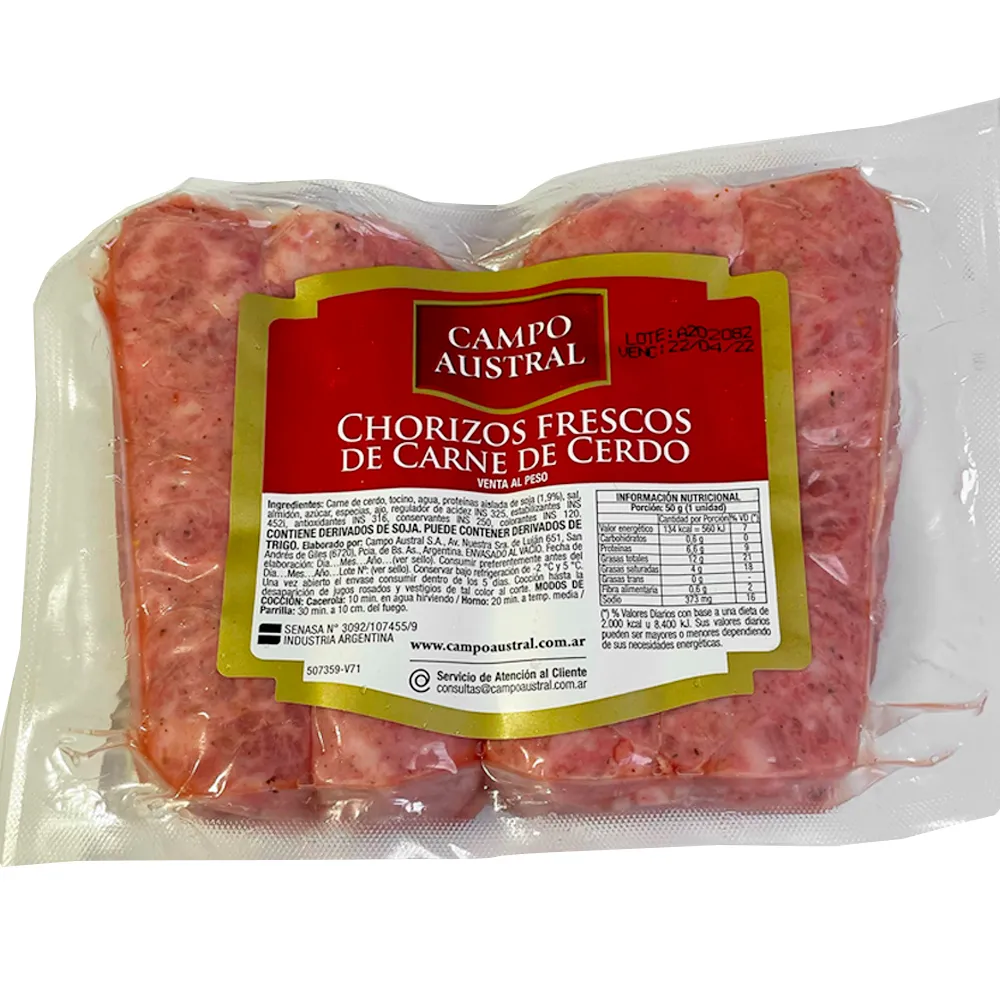 CAMPO
AUSTRAL
LOTE: A202082
VENC: 22/04/22
CHORIZOS FRESCOS
DE CARNE DE CERDO
VENTA AL PESO
Ingredientes: Carne de cerdo, tocino, agua, proteínas aislada de soja (1,9%), sal,
almidón, azúcar, especias, ajo, regulador de acidez INS 325, estabilizantes INS
452i, antioxidantes INS 316, conservantes INS 250, colorantes INS 120.
CONTIENE DERIVADOS DE SOJA. PUEDE CONTENER DERIVADOS DE
TRIGO. Elaborado por: Campo Austral S.A., Av. Nuestra Sra. de Luján 651, San
Andrés de Giles (6720), Pcia. de Bs. As., Argentina. ENVASADO AL VACÍO. Fecha de
elaboración: Día...Mes...Año...(ver sello). Consumir preferentemente antes del
Día...Mes...Año...Lote Nº: (ver sello). Conservar bajo refrigeración de -2 °C y 5 °C.
Una vez abierto el envase consumir dentro de los 5 días. Cocción hasta la
desaparición de jugos rosados y vestigios de tal color al corte. MODOS DE
COCCIÓN: Cacerola: 10 min. en agua hirviendo / Horno: 20 min. a temp. media /
Parrilla: 30 min. a 10 cm. del fuego.
SENASA Nº 3092/107455/9
INDUSTRIA ARGENTINA
507359-V71
www.campoaustral.com.ar
Servicio de Atención al Cliente
consultas@campoaustral.com.ar
INFORMACIÓN NUTRICIONAL
Porción: 50 g (1 unidad)
Cantidad por Porción % VD (*)
Valor energético 134 kcal = 560 kJ 7
Carbohidratos 0,6 g 0
Proteínas 6,6 g 9
Grasas totales 12 g 21
Grasas saturadas 4 g 18
Grasas trans 0 g -
Fibra alimentaria 0,6 g 2
Sodio 373 mg 16
(*) % Valores Diarios con base a una dieta de
2.000 kcal u 8.400 kJ. Sus valores diarios
pueden ser mayores o menores dependiendo
de sus necesidades energéticas.